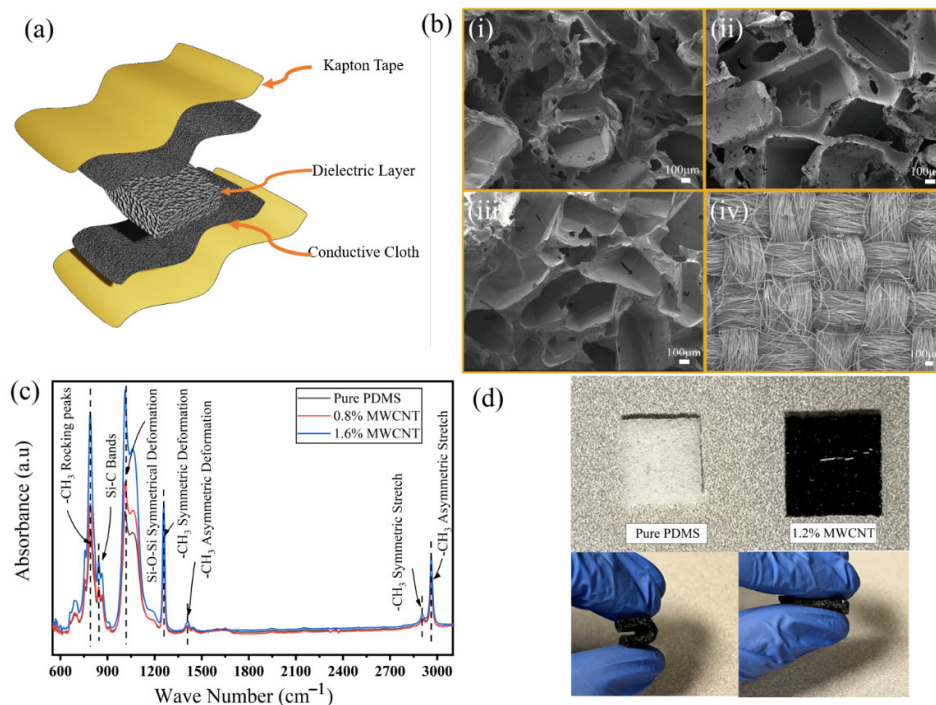 (a)
Kapton Tape
Dielectric Layer
Conductive Cloth
(b)
(i)
100μm
(ii)
100μm
(iii)
100μm
(iv)
100μm
(c)
Absorbance (a.u)
-CH₃ Rocking peaks
Si-C Bands
Si-O-Si Symmetrical Deformation
-CH₃ Symmetric Deformation
-CH₃ Asymmetric Deformation
Pure PDMS
0.8% MWCNT
1.6% MWCNT
-CH₃ Symmetric Stretch
-CH₃ Asymmetric Stretch
600 900 1200 1500 1800 2100 2400 2700 3000
Wave Number (cm⁻¹)
(d)
Pure PDMS
1.2% MWCNT